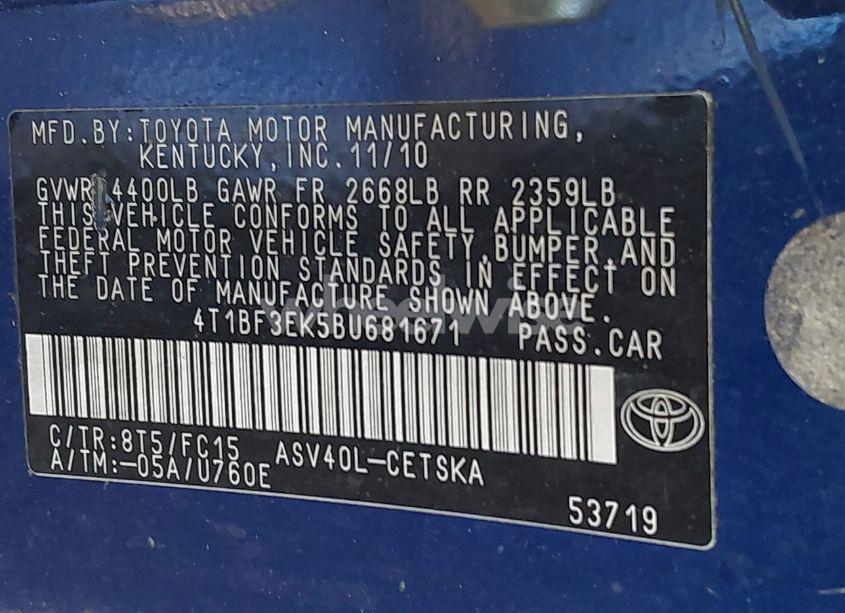 MFD.BY:TOYOTA MOTOR MANUFACTURING,
KENTUCKY,INC.11/10
GVWR 4400LB GAWR FR 2668LB RR 2359LB
THIS VEHICLE CONFORMS TO ALL APPLICABLE
FEDERAL MOTOR VEHICLE SAFETY,BUMPER,AND
THEFT PREVENTION STANDARDS IN EFFECT ON
THE DATE OF MANUFACTURE SHOWN ABOVE.
4T1BF3EK5BU681671 PASS.CAR
C/TR:8T5/FC15 ASV40L-CETSKA
A/TM:-05A/U760E
53719
wheelwise